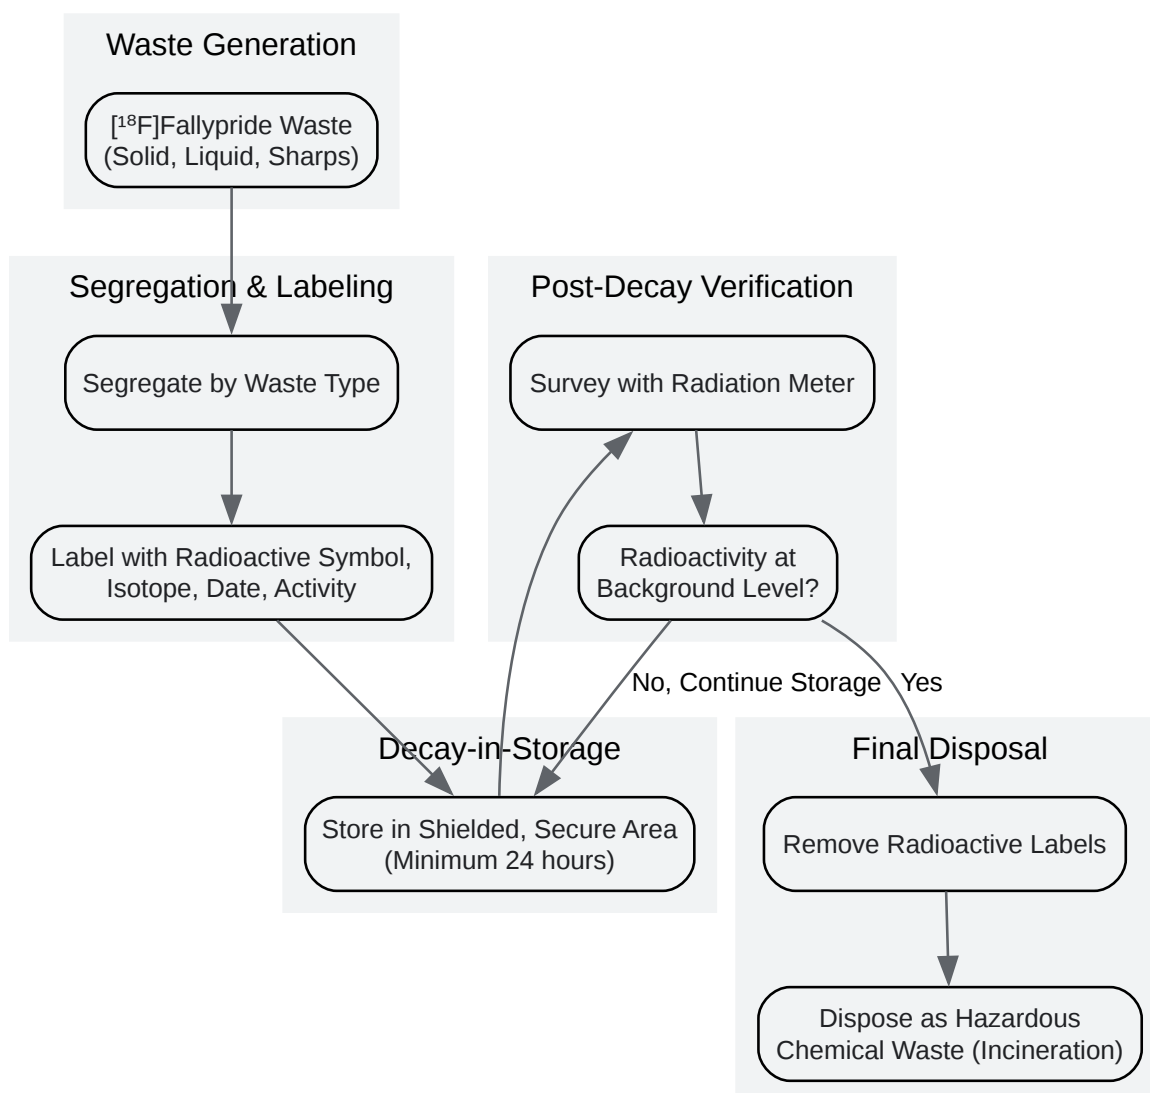 Waste Generation
[¹⁸F]Fallypride Waste
(Solid, Liquid, Sharps)
Segregation & Labeling
Segregate by Waste Type
Label with Radioactive Symbol,
Isotope, Date, Activity
Post-Decay Verification
Survey with Radiation Meter
Radioactivity at
Background Level?
No, Continue Storage
Yes
Decay-in-Storage
Store in Shielded, Secure Area
(Minimum 24 hours)
Final Disposal
Remove Radioactive Labels
Dispose as Hazardous
Chemical Waste (Incineration)